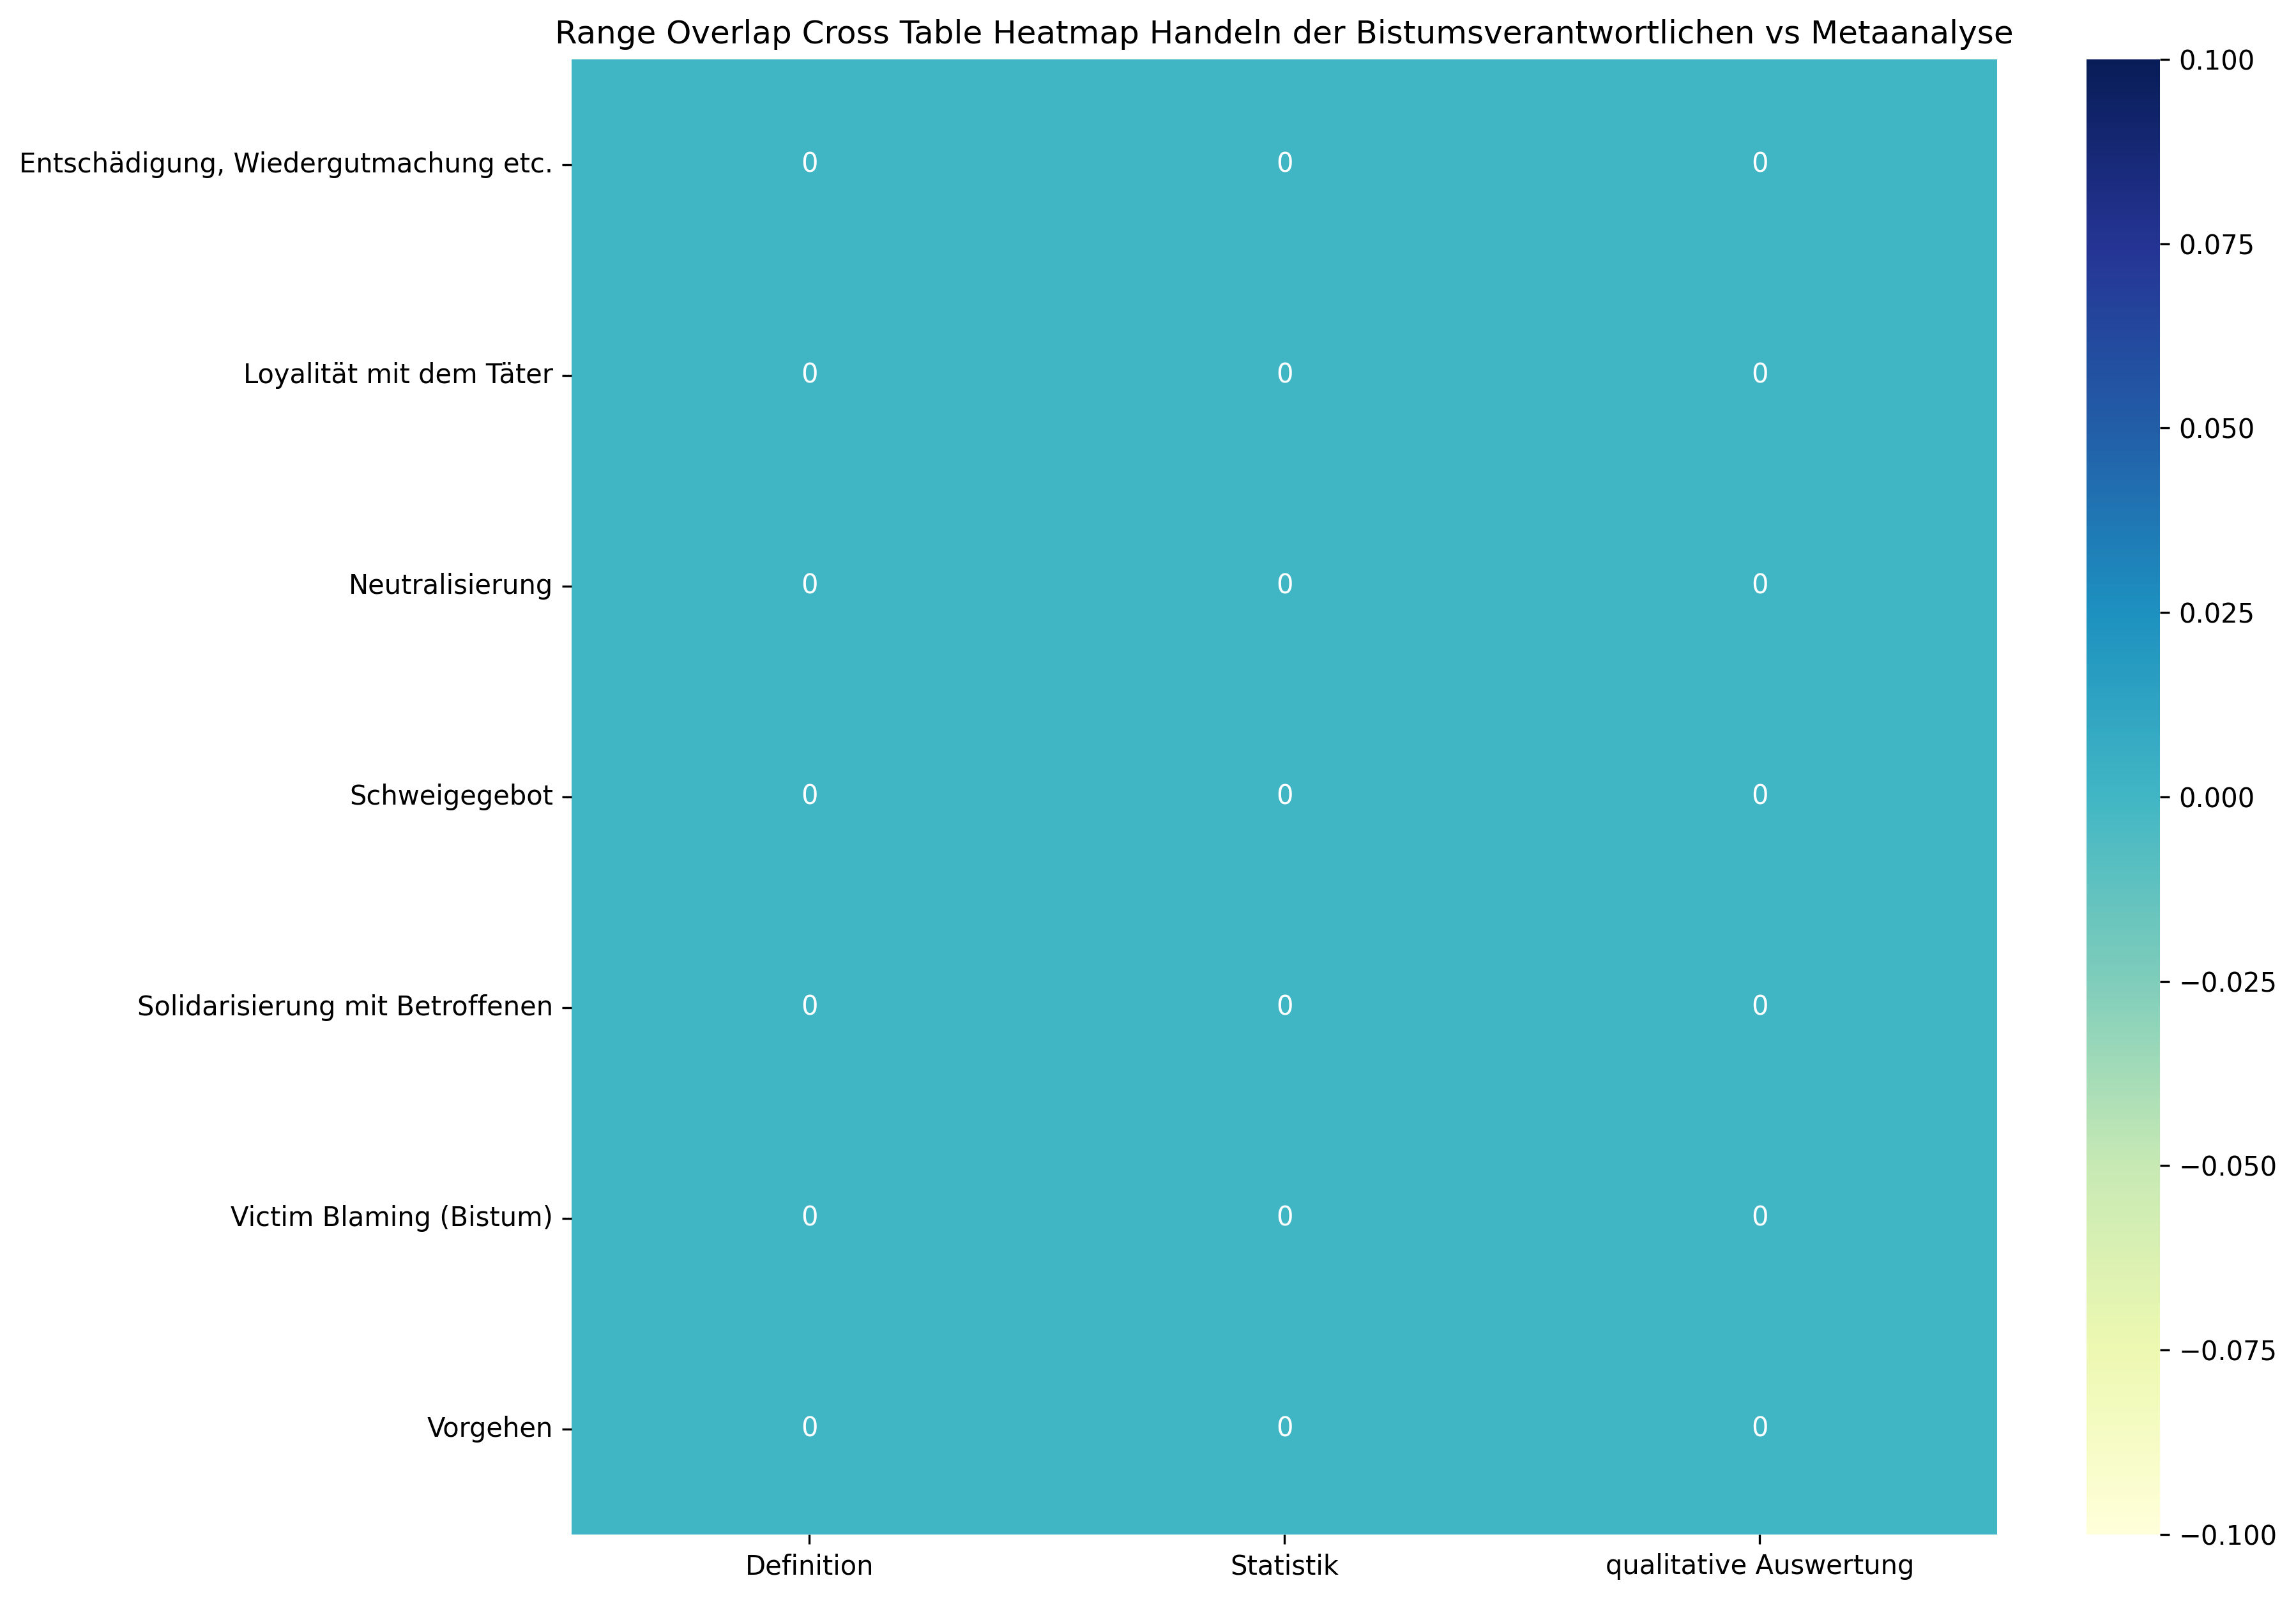 Range Overlap Cross Table Heatmap Handeln der Bistumsverantwortlichen vs Metaanalyse
Entschädigung, Wiedergutmachung etc. 0 0 0
Loyalität mit dem Täter 0 0 0
Neutralisierung 0 0 0
Schweigegebot 0 0 0
Solidarisierung mit Betroffenen 0 0 0
Victim Blaming (Bistum) 0 0 0
Vorgehen 0 0 0
Definition Statistik qualitative Auswertung
0.100
0.075
0.050
0.025
0.000
−0.025
−0.050
−0.075
−0.100